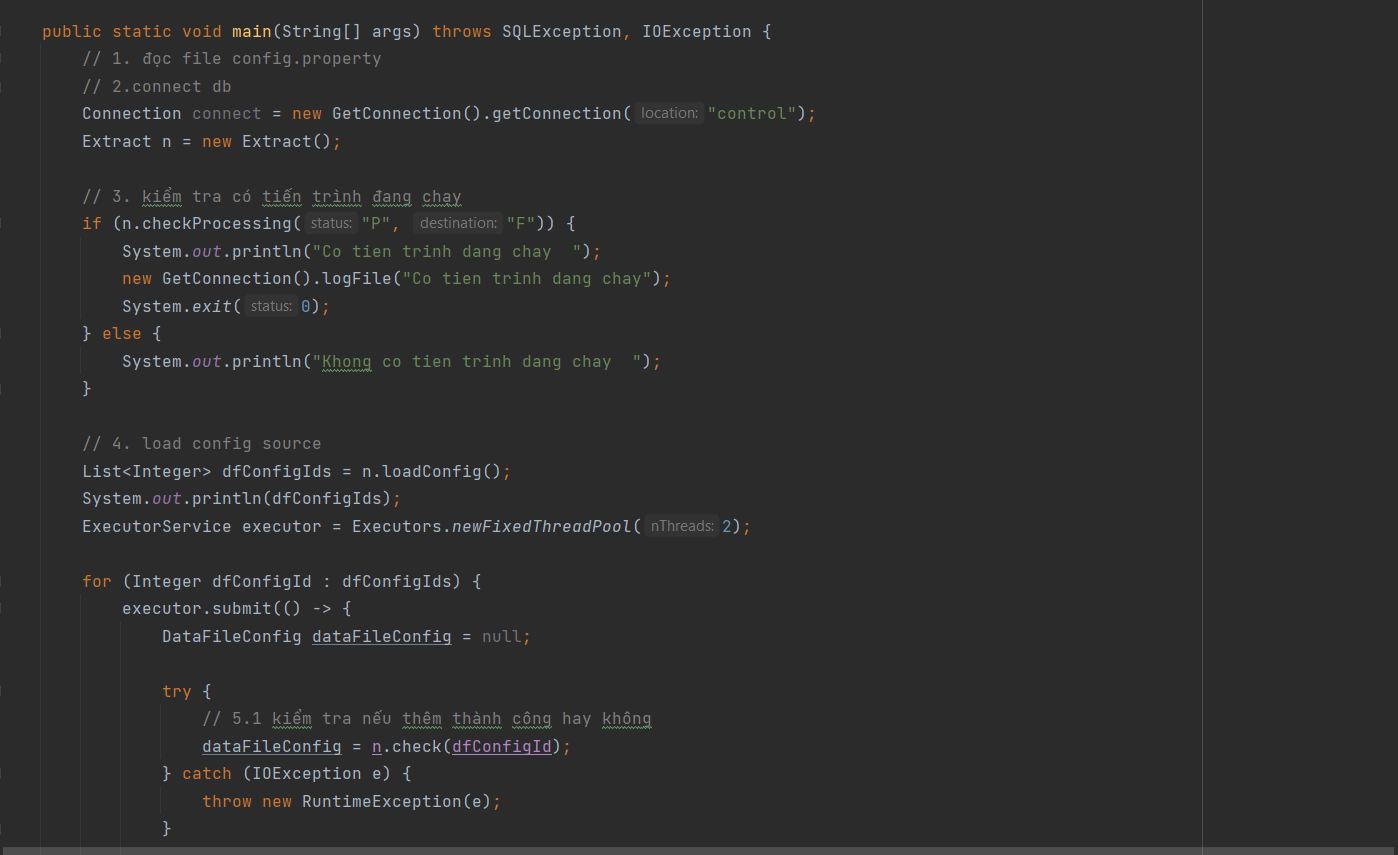 public static void main(String[] args) throws SQLException, IOException {
// 1. đọc file config.property
// 2.connect db
Connection connect = new GetConnection().getConnection( location: "control");
Extract n = new Extract();
// 3. kiểm tra có tiến trình đang chạy
if (n.checkProcessing( status: "P", destination: "F")) {
System.out.println("Co tien trinh dang chay  ");
new GetConnection().logFile("Co tien trinh dang chay");
System.exit( status: 0);
} else {
System.out.println("Khong co tien trinh dang chay  ");
}
// 4. load config source
List<Integer> dfConfigIds = n.loadConfig();
System.out.println(dfConfigIds);
ExecutorService executor = Executors.newFixedThreadPool( nThreads: 2);
for (Integer dfConfigId : dfConfigIds) {
executor.submit(() -> {
DataFileConfig dataFileConfig = null;
try {
// 5.1 kiểm tra nếu thêm thành công hay không
dataFileConfig = n.check(dfConfigId);
} catch (IOException e) {
throw new RuntimeException(e);
}